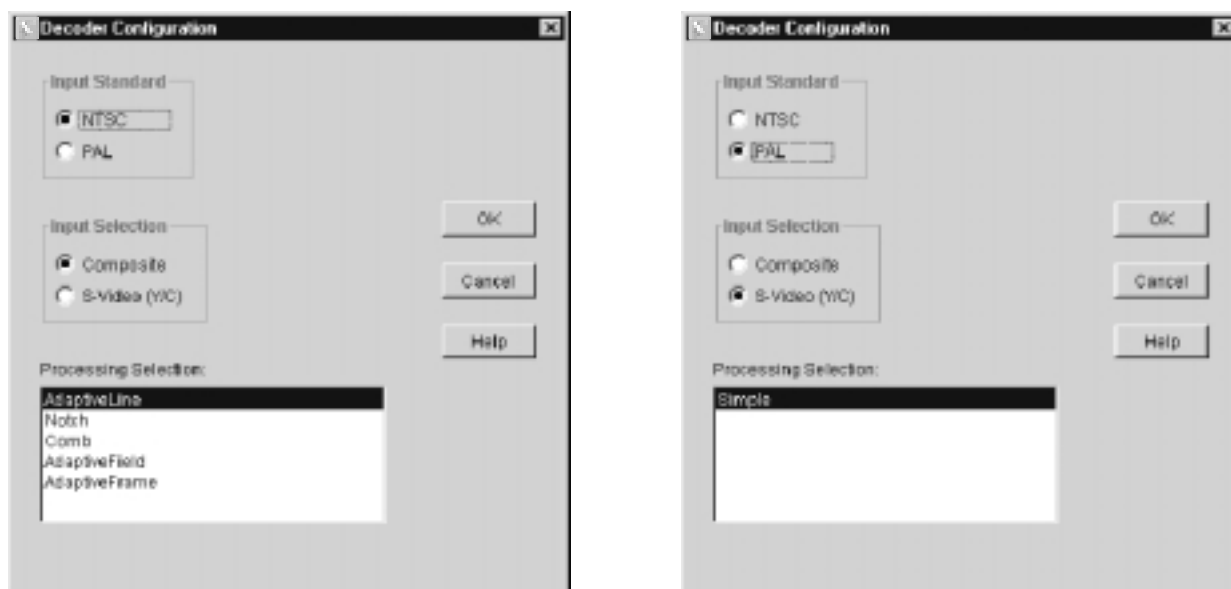 Decoder Configuration
Input Standard
NTSC
PAL
Input Selection
Composite
S-Video (Y/C)
OK
Cancel
Help
Processing Selection:
AdaptiveLine
Notch
Comb
AdaptiveField
AdaptiveFrame
Decoder Configuration
Input Standard
NTSC
PAL
Input Selection
Composite
S-Video (Y/C)
OK
Cancel
Help
Processing Selection:
Simple